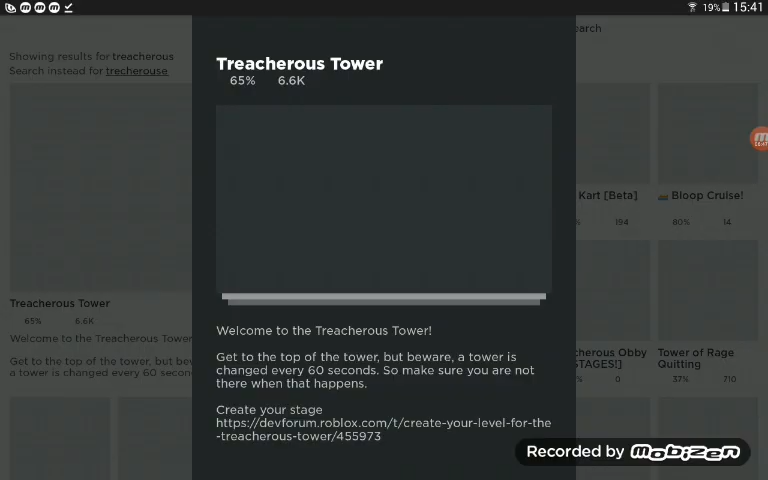 19% 15:41
earch
Showing results for treacherous
Search instead for trecherouse
Treacherous Tower
65% 6.6K
Kart [Beta]
% 194
Bloop Cruise!
80% 14
Treacherous Tower
65% 6.6K
Welcome to the Treacherous Tower
Get to the top of the tower, but bew
a tower is changed every 60 secon
Welcome to the Treacherous Tower!
Get to the top of the tower, but beware, a tower is
changed every 60 seconds. So make sure you are not
there when that happens.
Create your stage
https://devforum.roblox.com/t/create-your-level-for-the
-treacherous-tower/455973
cherous Obby
STAGES!]
% 0
Tower of Rage
Quitting
37% 710
Recorded by mobizen